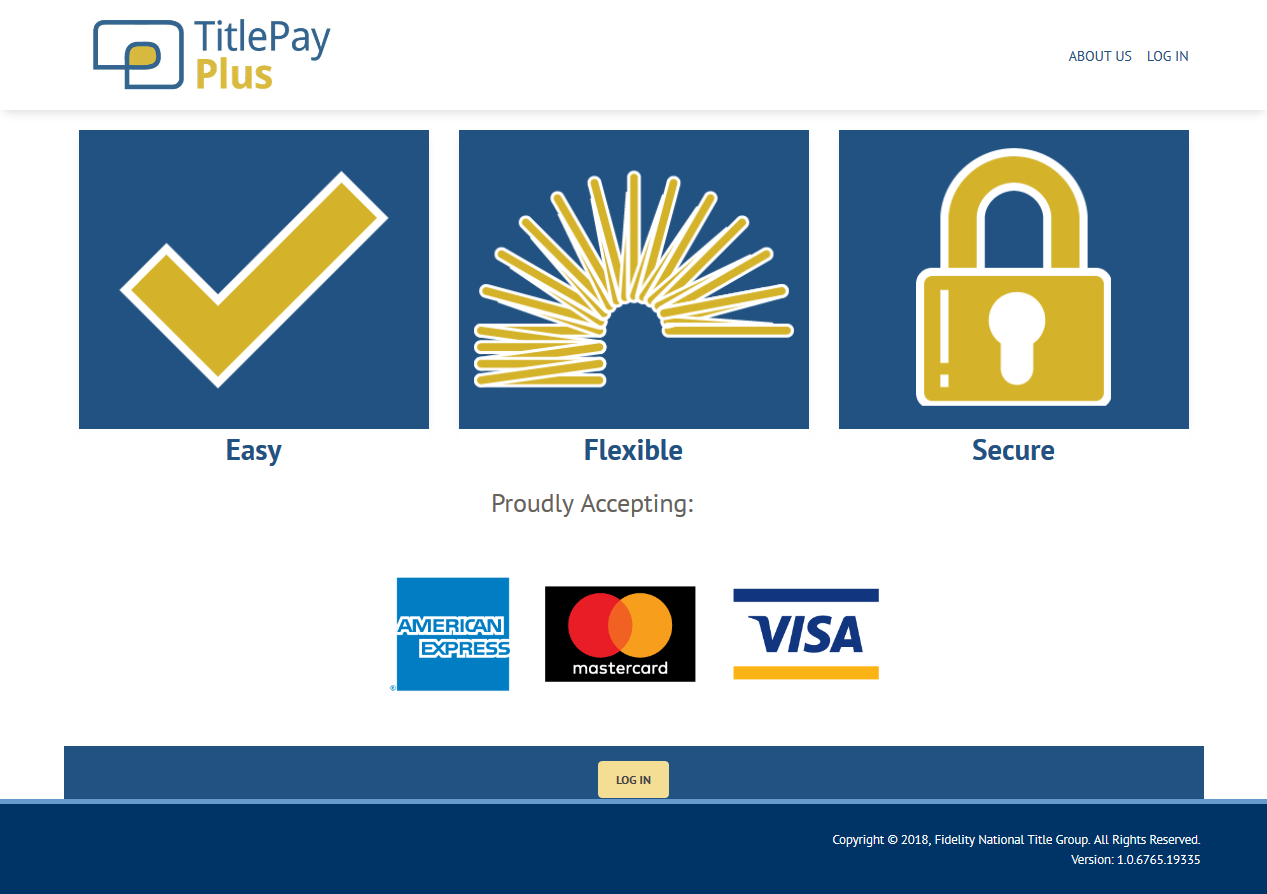 TitlePay
Plus
ABOUT US LOG IN
Easy
Flexible
Secure
Proudly Accepting:
AMERICAN
EXPRESS
®
mastercard
VISA
LOG IN
Copyright © 2018, Fidelity National Title Group. All Rights Reserved.
Version: 1.0.6765.19335